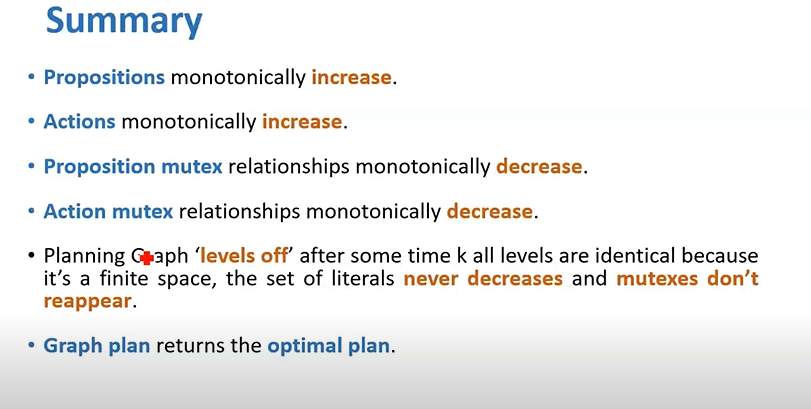 Summary
• Propositions monotonically increase.
• Actions monotonically increase.
• Proposition mutex relationships monotonically decrease.
• Action mutex relationships monotonically decrease.
• Planning Graph ‘levels off’ after some time k all levels are identical because
it’s a finite space, the set of literals never decreases and mutexes don’t
reappear.
• Graph plan returns the optimal plan.